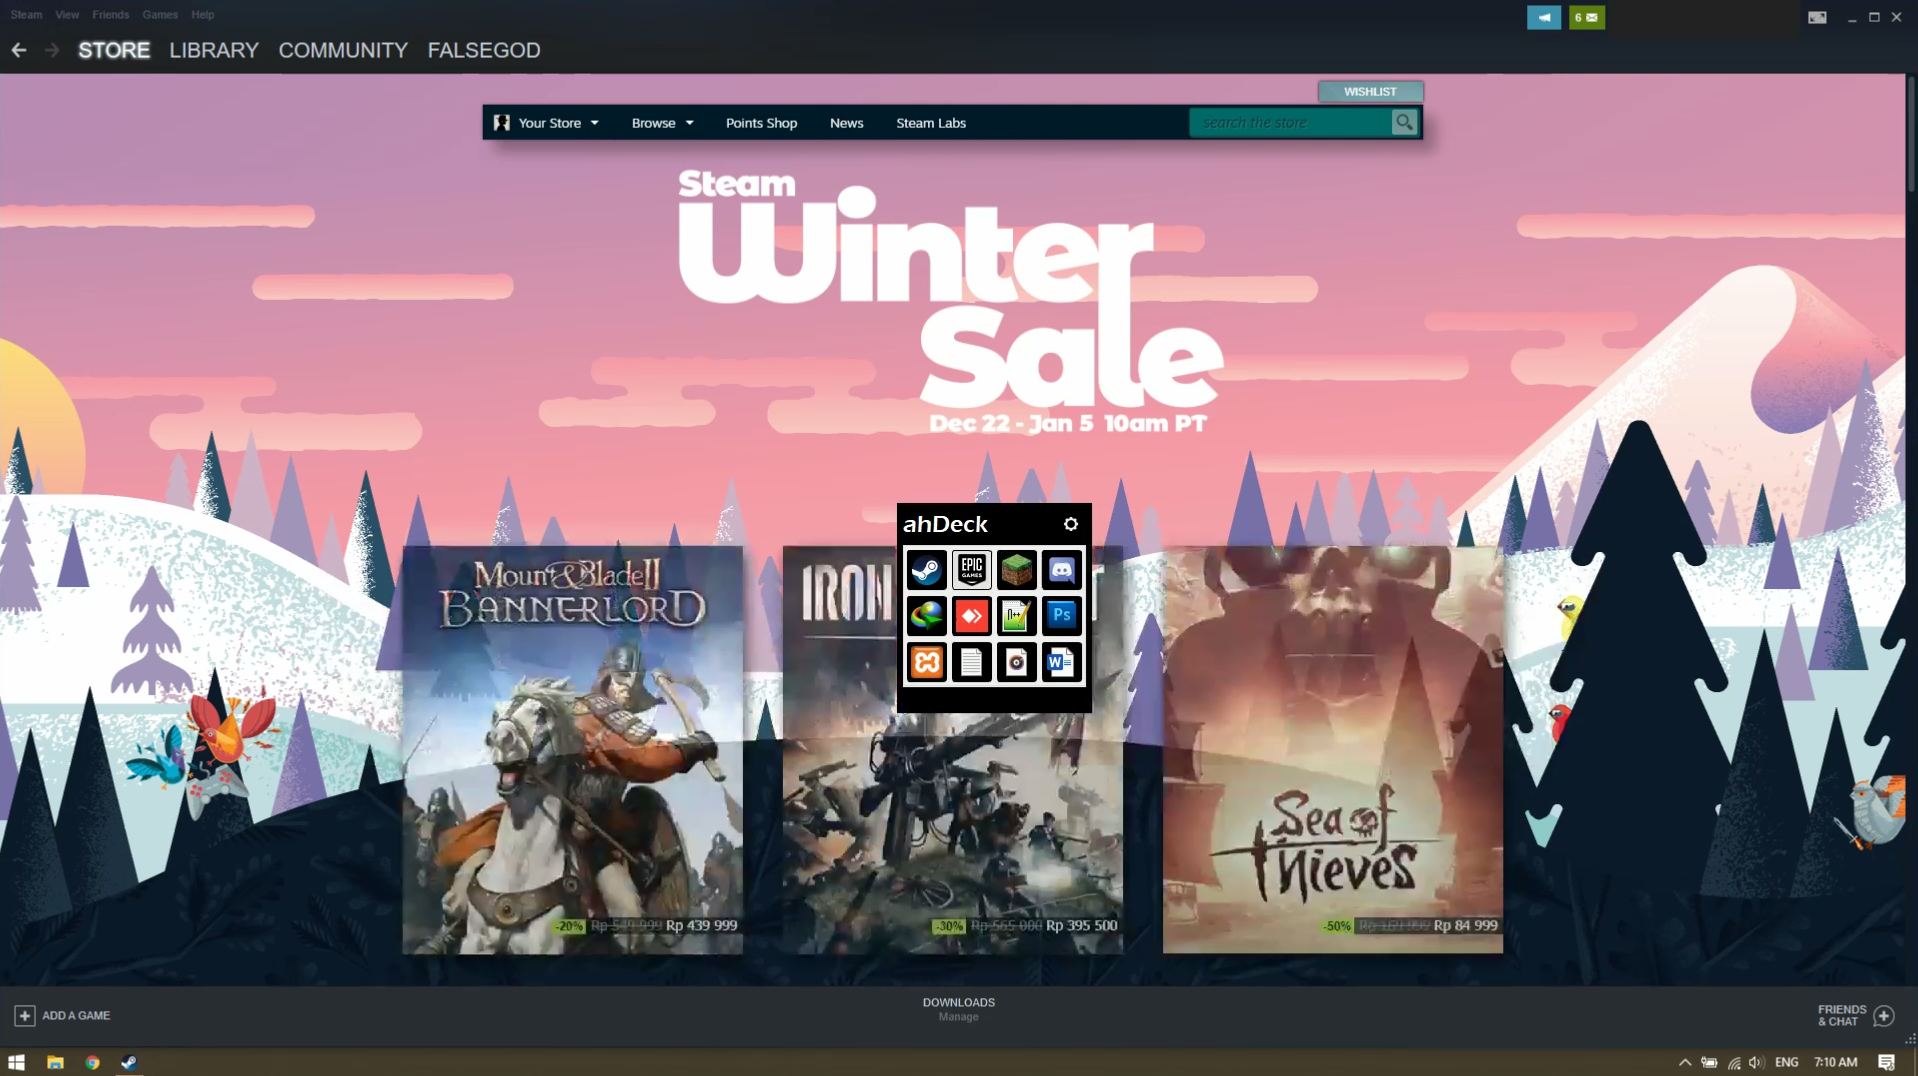 Steam View Friends Games Help
6
STORE LIBRARY COMMUNITY FALSEGOD
WISHLIST
Your Store Browse Points Shop News Steam Labs search the store
Steam
Winter
Sale
Dec 22 - Jan 5 10am PT
ahDeck
EPIC
GAMES
Ps
W
Mount & Blade II
BANNERLORD
IRON
Sea of
Thieves
-20% Rp 549 999 Rp 439 999
-30% Rp 565 000 Rp 395 500
-50% Rp 169 999 Rp 84 999
ADD A GAME
DOWNLOADS
Manage
FRIENDS
& CHAT
ENG 7:10 AM